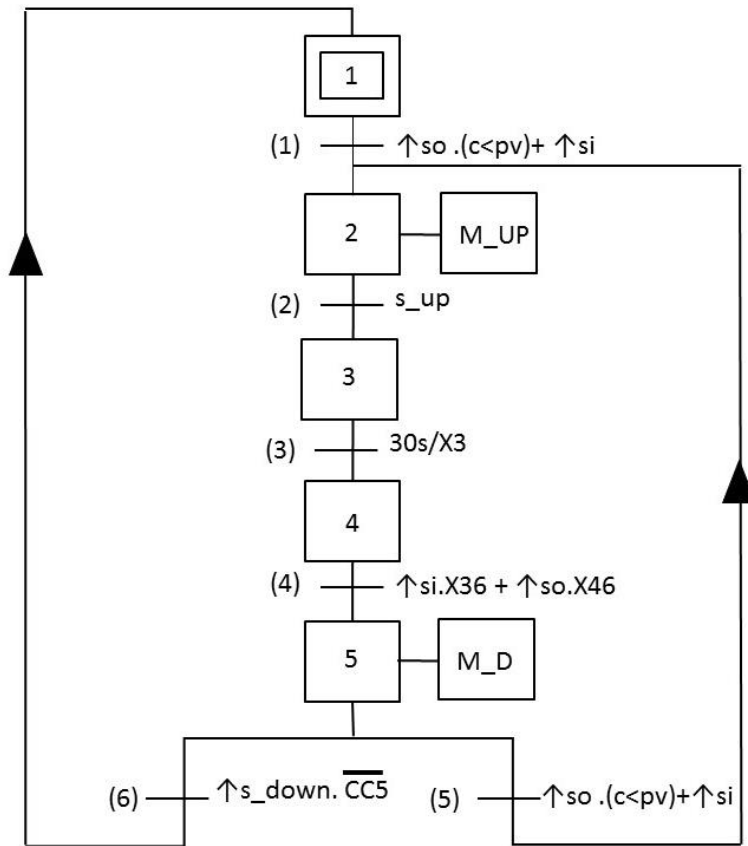 1
(1) ↑so .(c<pv)+ ↑si
2 M_UP
(2) s_up
3
(3) 30s/X3
4
(4) ↑si.X36 + ↑so.X46
5 M_D
(6) ↑s_down. C̅C̅5̅ (5) ↑so .(c<pv)+↑si